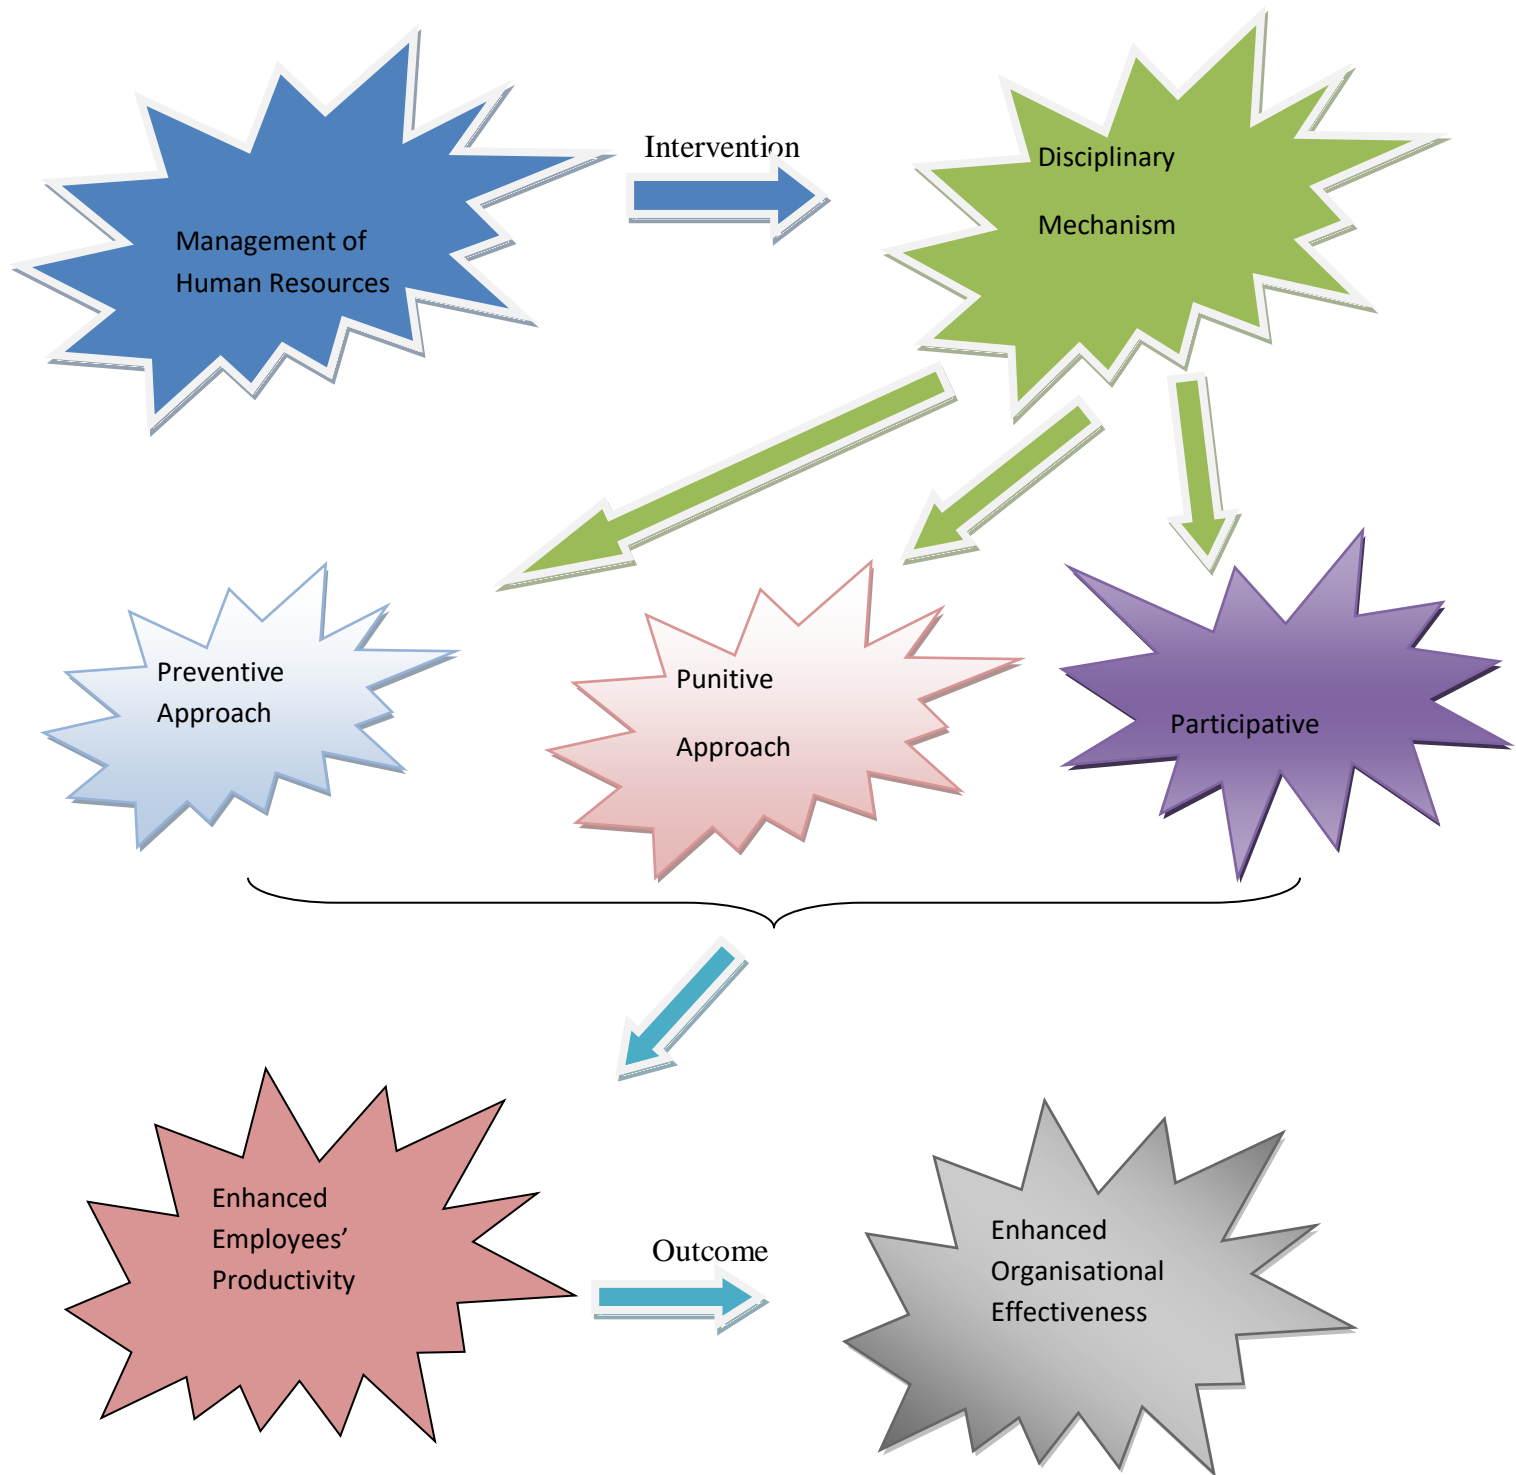 Intervention
Disciplinary
Mechanism
Management of
Human Resources
Preventive
Approach
Punitive
Approach
Participative
Enhanced
Employees’
Productivity
Outcome
Enhanced
Organisational
Effectiveness